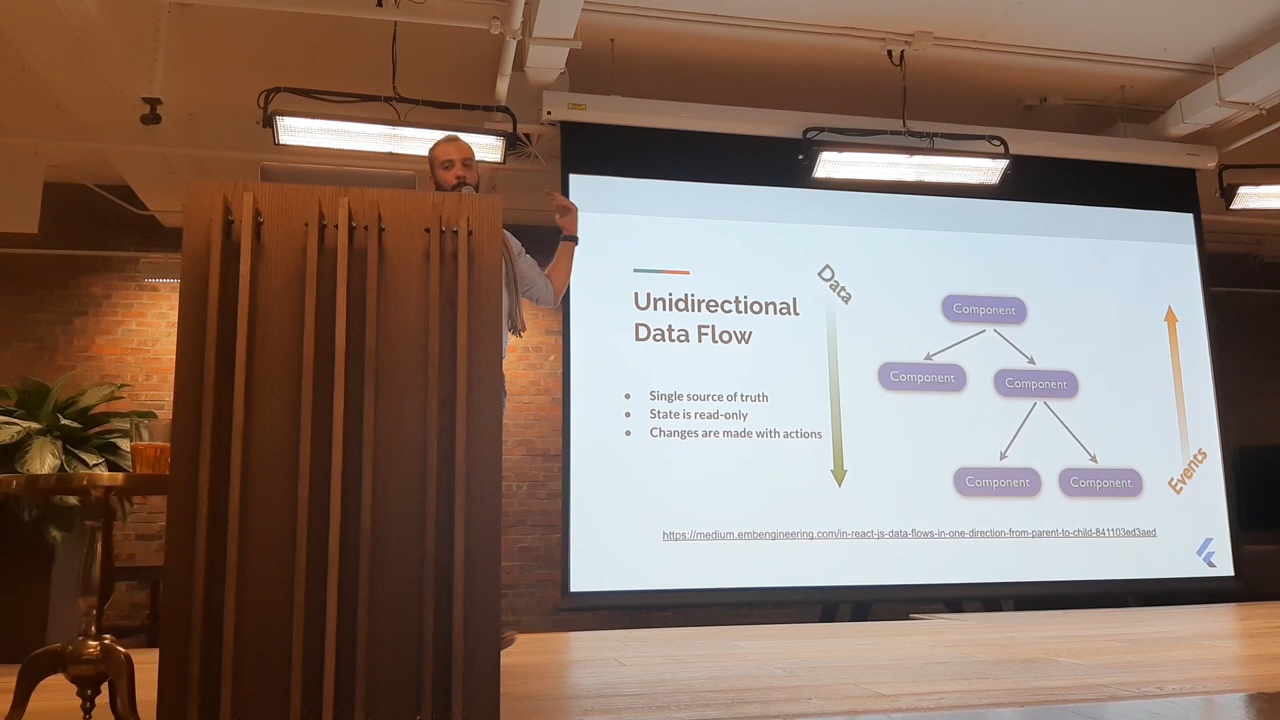 Unidirectional
Data Flow
Single source of truth
State is read-only
Changes are made with actions
Data
Component
Component
Component
Component
Component
Events
https://medium.embengineering.com/in-react-js-data-flows-in-one-direction-from-parent-to-child-841103ed3aed